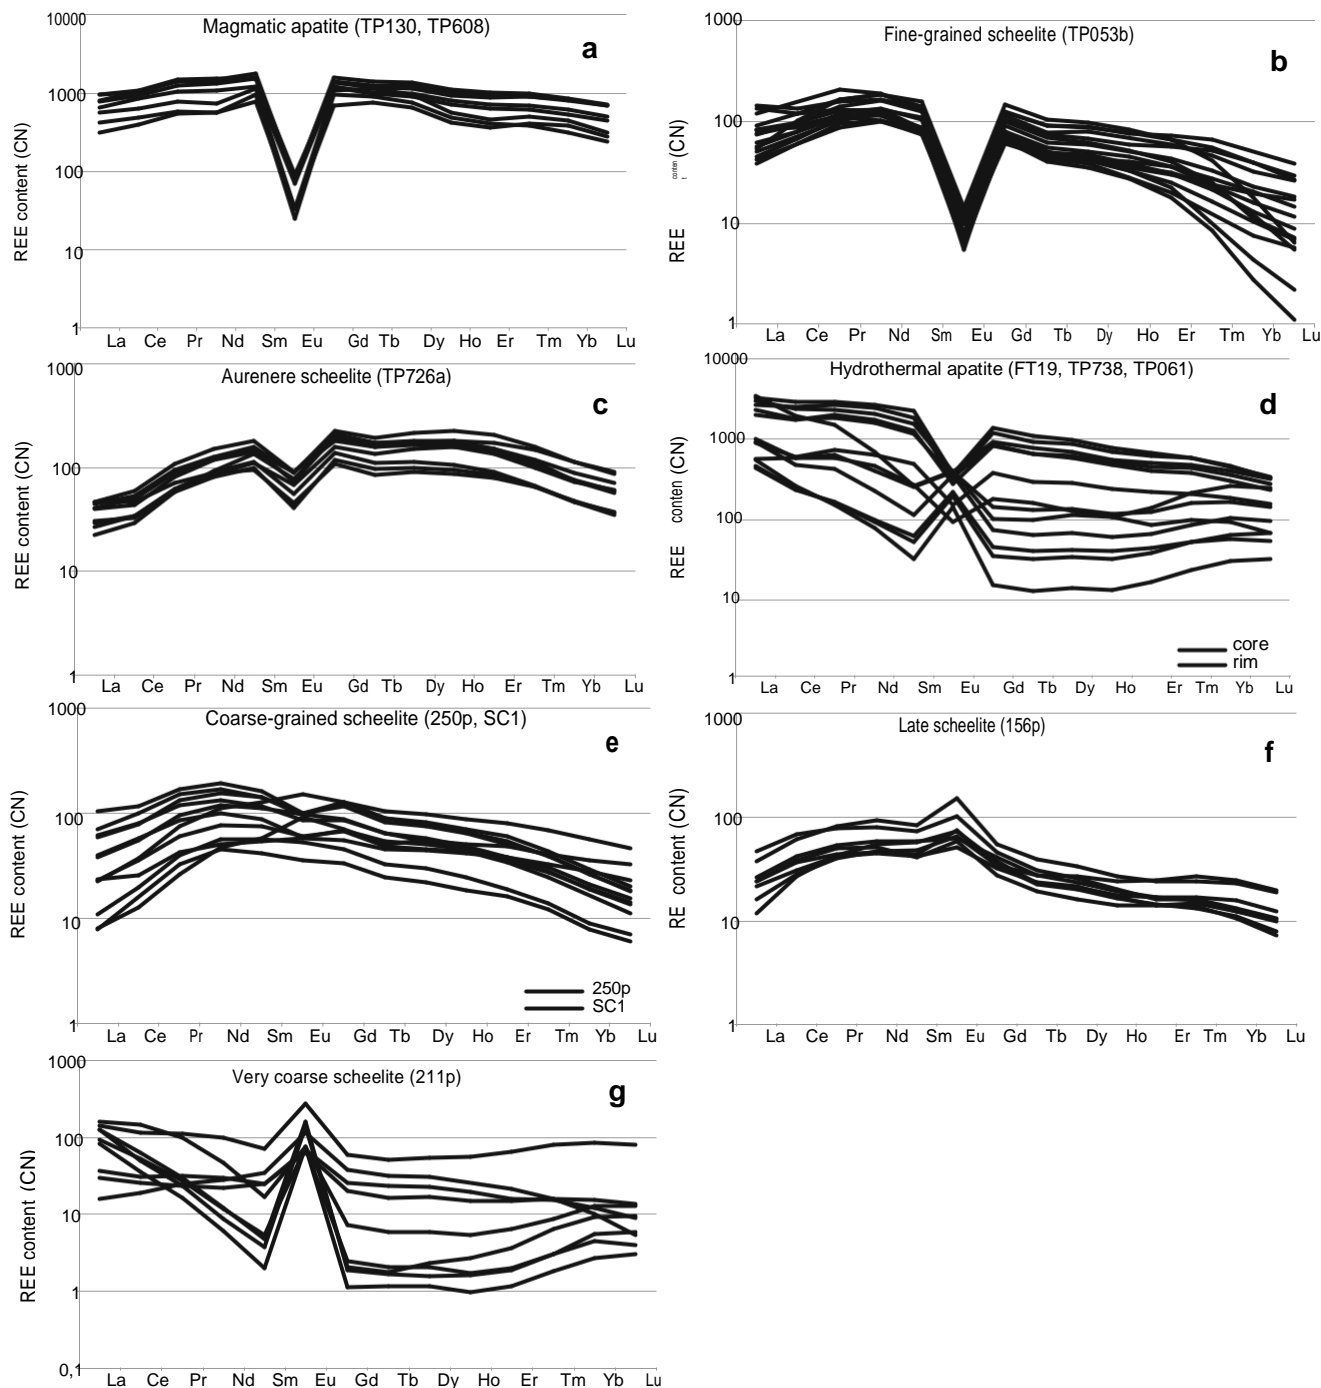 Magmatic apatite (TP130, TP608)
a
REE content (CN)
10000
1000
100
10
1
La Ce Pr Nd Sm Eu Gd Tb Dy Ho Er Tm Yb Lu
Fine-grained scheelite (TP053b)
b
REE conten t (CN)
1000
100
10
1
La Ce Pr Nd Sm Eu Gd Tb Dy Ho Er Tm Yb Lu
Aurenere scheelite (TP726a)
c
REE content (CN)
1000
100
10
1
La Ce Pr Nd Sm Eu Gd Tb Dy Ho Er Tm Yb Lu
Hydrothermal apatite (FT19, TP738, TP061)
d
REE conten (CN)
10000
1000
100
10
1
core
rim
La Ce Pr Nd Sm Eu Gd Tb Dy Ho Er Tm Yb Lu
Coarse-grained scheelite (250p, SC1)
e
REE content (CN)
1000
100
10
1
250p
SC1
La Ce Pr Nd Sm Eu Gd Tb Dy Ho Er Tm Yb Lu
Late scheelite (156p)
f
RE content (CN)
1000
100
10
1
La Ce Pr Nd Sm Eu Gd Tb Dy Ho Er Tm Yb Lu
Very coarse scheelite (211p)
g
REE content (CN)
1000
100
10
1
0,1
La Ce Pr Nd Sm Eu Gd Tb Dy Ho Er Tm Yb Lu